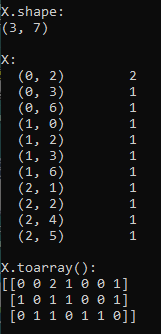 X.shape:
(3, 7)
X:
(0, 2) 2
(0, 3) 1
(0, 6) 1
(1, 0) 1
(1, 2) 1
(1, 3) 1
(1, 6) 1
(2, 1) 1
(2, 2) 1
(2, 4) 1
(2, 5) 1
X.toarray():
[[0 0 2 1 0 0 1]
[1 0 1 1 0 0 1]
[0 1 1 0 1 1 0]]